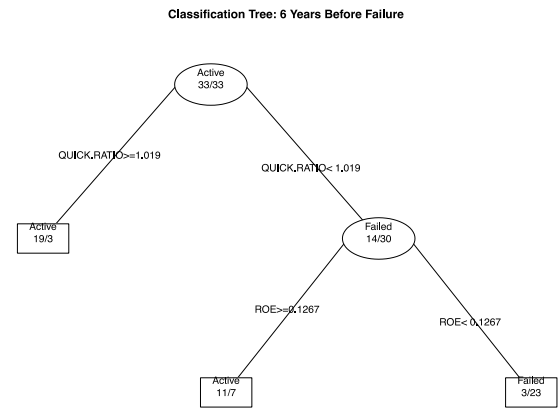 Classification Tree: 6 Years Before Failure
Active
33/33
QUICK.RATIO>=1.019
QUICK.RATIO< 1.019
Active
19/3
Failed
14/30
ROE>=0.1267
ROE< 0.1267
Active
11/7
Failed
3/23